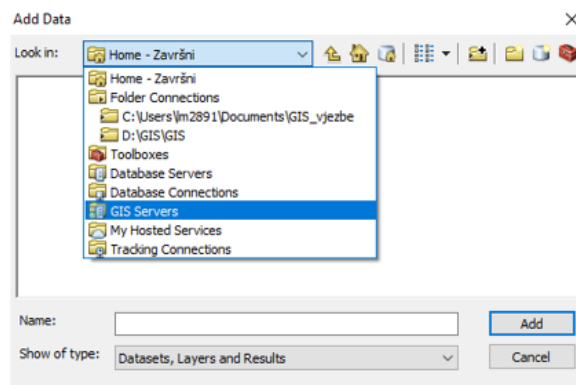 Add Data
Look in:
Home - Završni
Home - Završni
Folder Connections
C:\Users\lm2891\Documents\GIS_vjezbe
D:\GIS\GIS
Toolboxes
Database Servers
Database Connections
GIS Servers
My Hosted Services
Tracking Connections
Name:
Add
Show of type:
Datasets, Layers and Results
Cancel